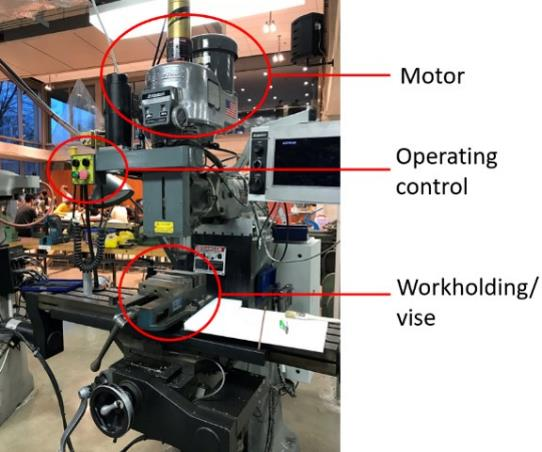 Motor
Operating
control
Workholding/
vise